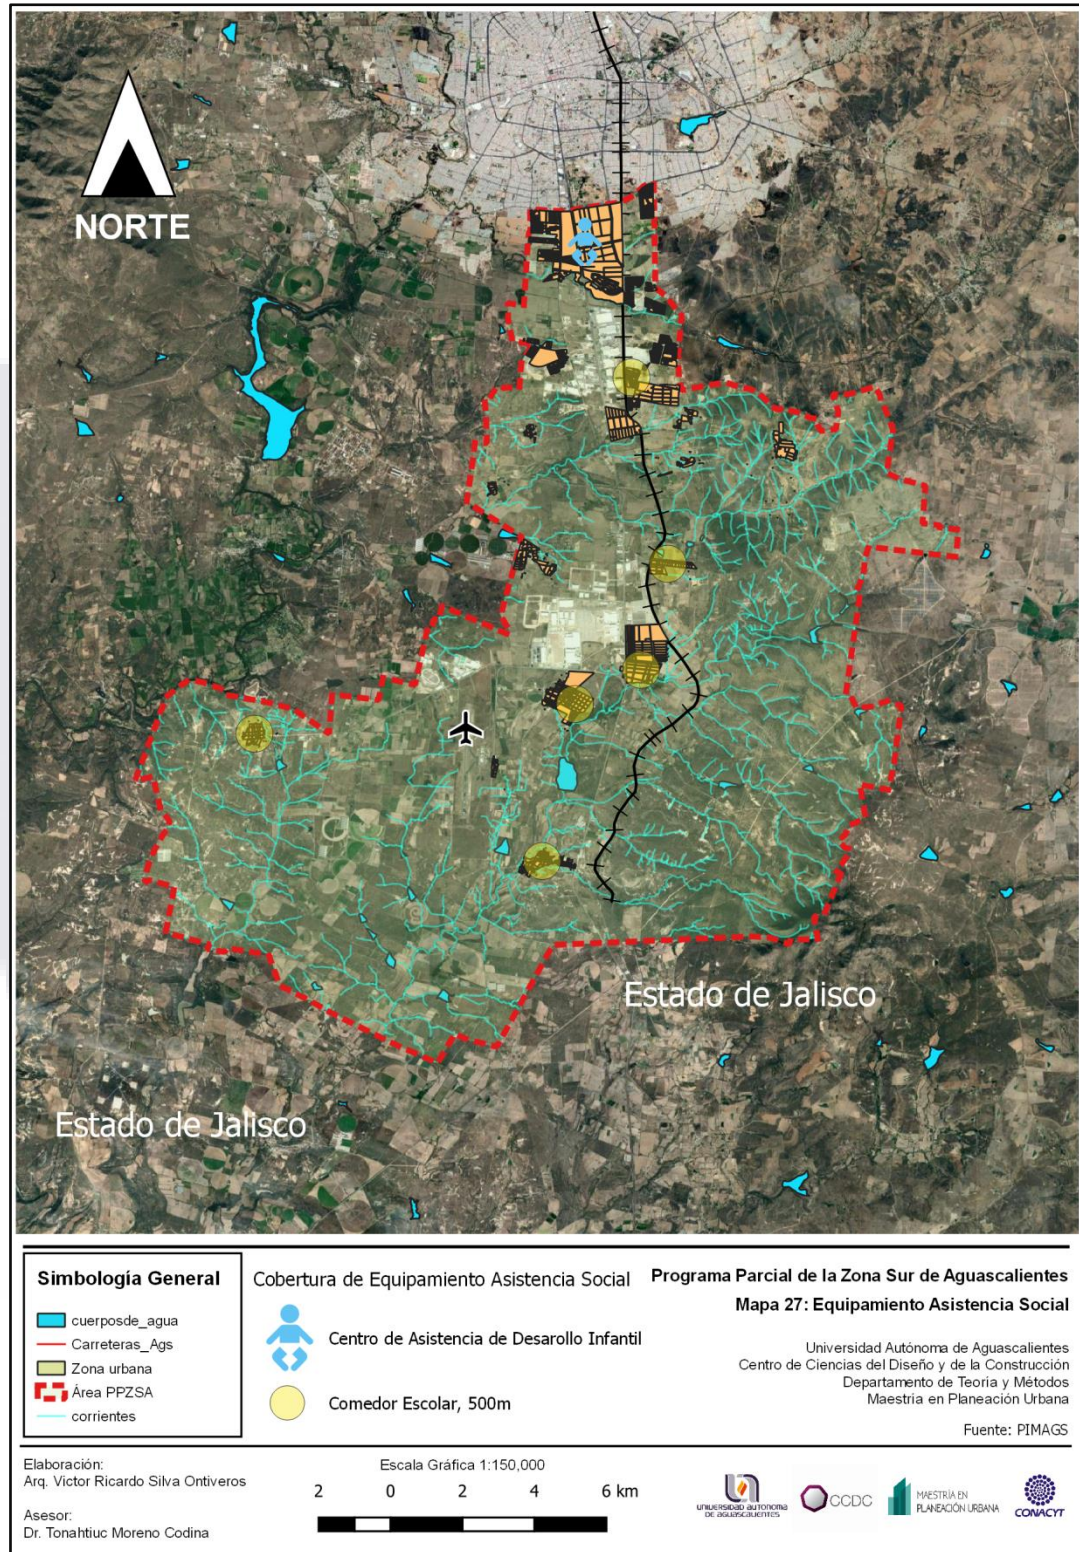 NORTE
Estado de Jalisco
Estado de Jalisco
Simbología General
cuerposde_agua
Carreteras_Ags
Zona urbana
Área PPZSA
corrientes
Cobertura de Equipamiento Asistencia Social
Centro de Asistencia de Desarollo Infantil
Comedor Escolar, 500m
Programa Parcial de la Zona Sur de Aguascalientes
Mapa 27: Equipamiento Asistencia Social
Universidad Autónoma de Aguascalientes
Centro de Ciencias del Diseño y de la Construcción
Departamento de Teoria y Métodos
Maestria en Planeación Urbana
Fuente: PIMAGS
Elaboración:
Arq. Victor Ricardo Silva Ontiveros
Asesor:
Dr. Tonahtiuc Moreno Codina
Escala Gráfica 1:150,000
2 0 2 4 6 km
UNIVERSIDAD AUTONOMA
DE AGUASCALIENTES
CCDC
MAESTRÍA EN
PLANEACIÓN URBANA
CONACYT